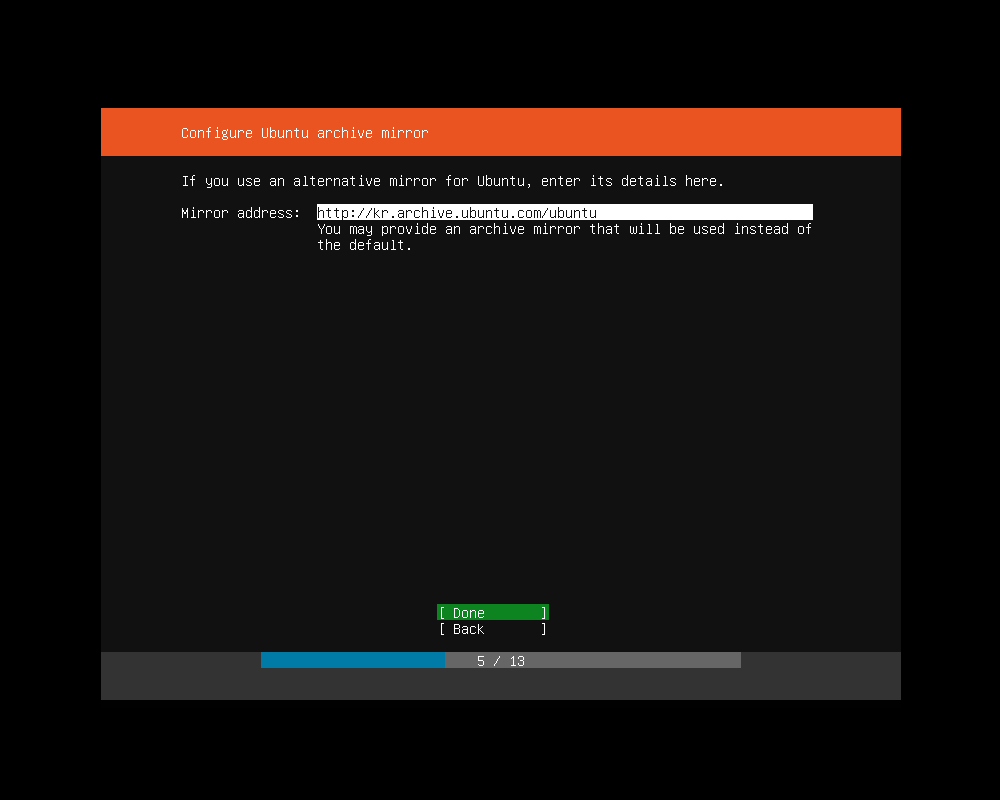 Configure Ubuntu archive mirror
If you use an alternative mirror for Ubuntu, enter its details here.
Mirror address: http://kr.archive.ubuntu.com/ubuntu
You may provide an archive mirror that will be used instead of
the default.
[ Done ]
[ Back ]
5 / 13